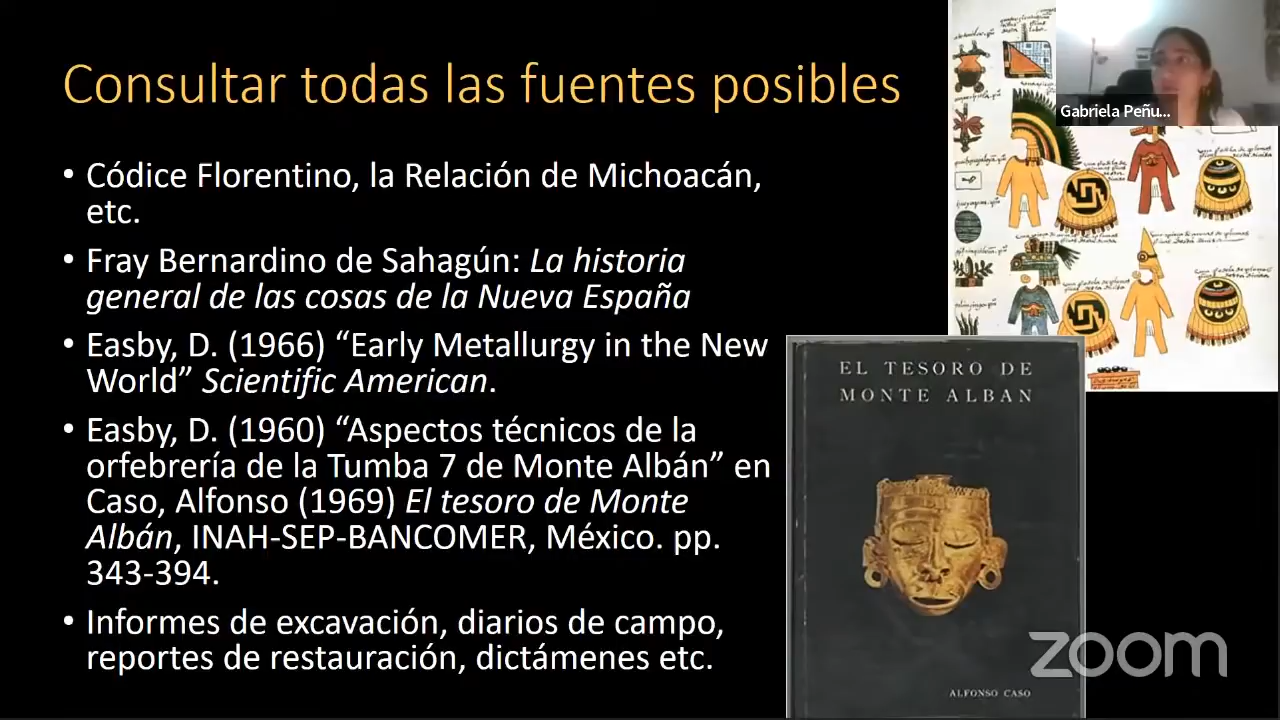 Consultar todas las fuentes posibles
• Códice Florentino, la Relación de Michoacán,
etc.
• Fray Bernardino de Sahagún: La historia
general de las cosas de la Nueva España
• Easby, D. (1966) “Early Metallurgy in the New
World” Scientific American.
• Easby, D. (1960) “Aspectos técnicos de la
orfebrería de la Tumba 7 de Monte Albán” en
Caso, Alfonso (1969) El tesoro de Monte
Albán, INAH-SEP-BANCOMER, México. pp.
343-394.
• Informes de excavación, diarios de campo,
reportes de restauración, dictámenes etc.
Gabriela Peñu...
EL TESORO DE
MONTE ALBAN
ALFONSO CASO
zoom